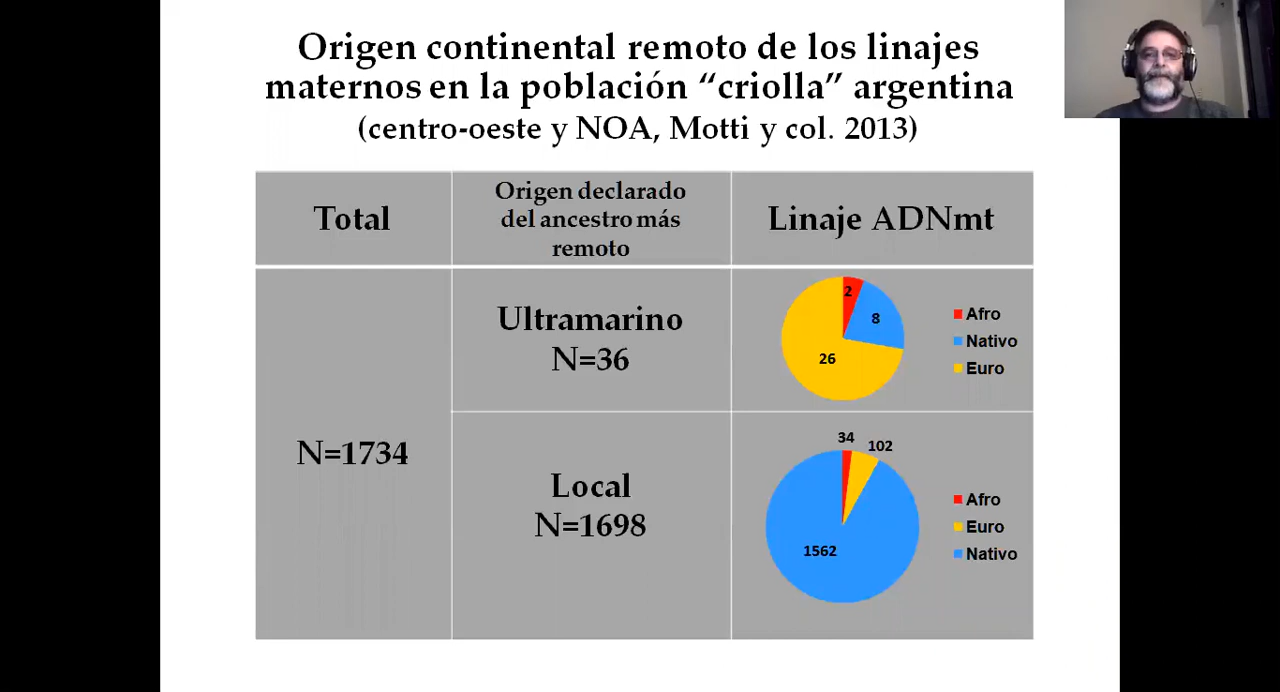 Origen continental remoto de los linajes
maternos en la población “criolla” argentina
(centro-oeste y NOA, Motti y col. 2013)
Total
Origen declarado
del ancestro más
remoto
Linaje ADNmt
N=1734
Ultramarino
N=36
2
8
26
Afro
Nativo
Euro
Local
N=1698
34
102
1562
Afro
Euro
Nativo